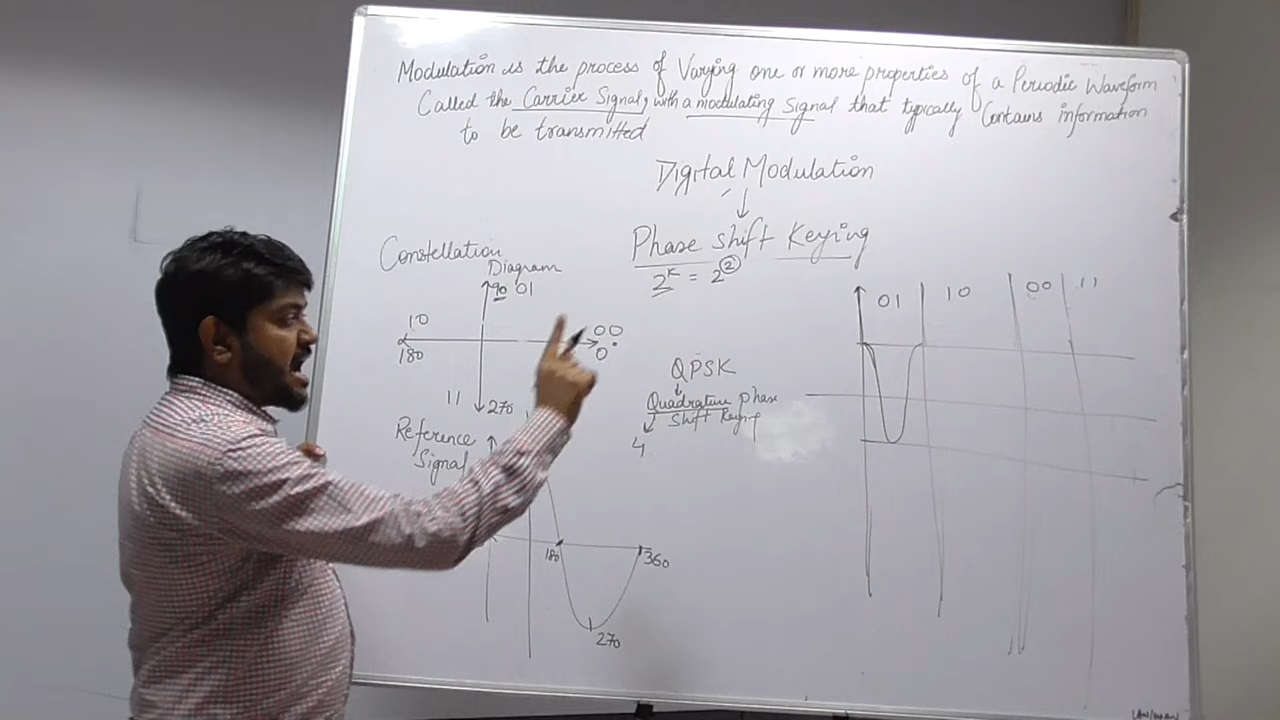 Modulation is the process of Varying one or more properties of a Periodic Waveform
Called the Carrier Signal, with a modulating Signal that typically Contains information
to be transmitted
Digital Modulation
Phase shift Keying
2^K = 2^2
Constellation
Diagram
90 01
10
180
00
0
11
270
Reference
Signal
180
360
270
QPSK
Quadrature phase
Shift Keying
4
01
10
00
11